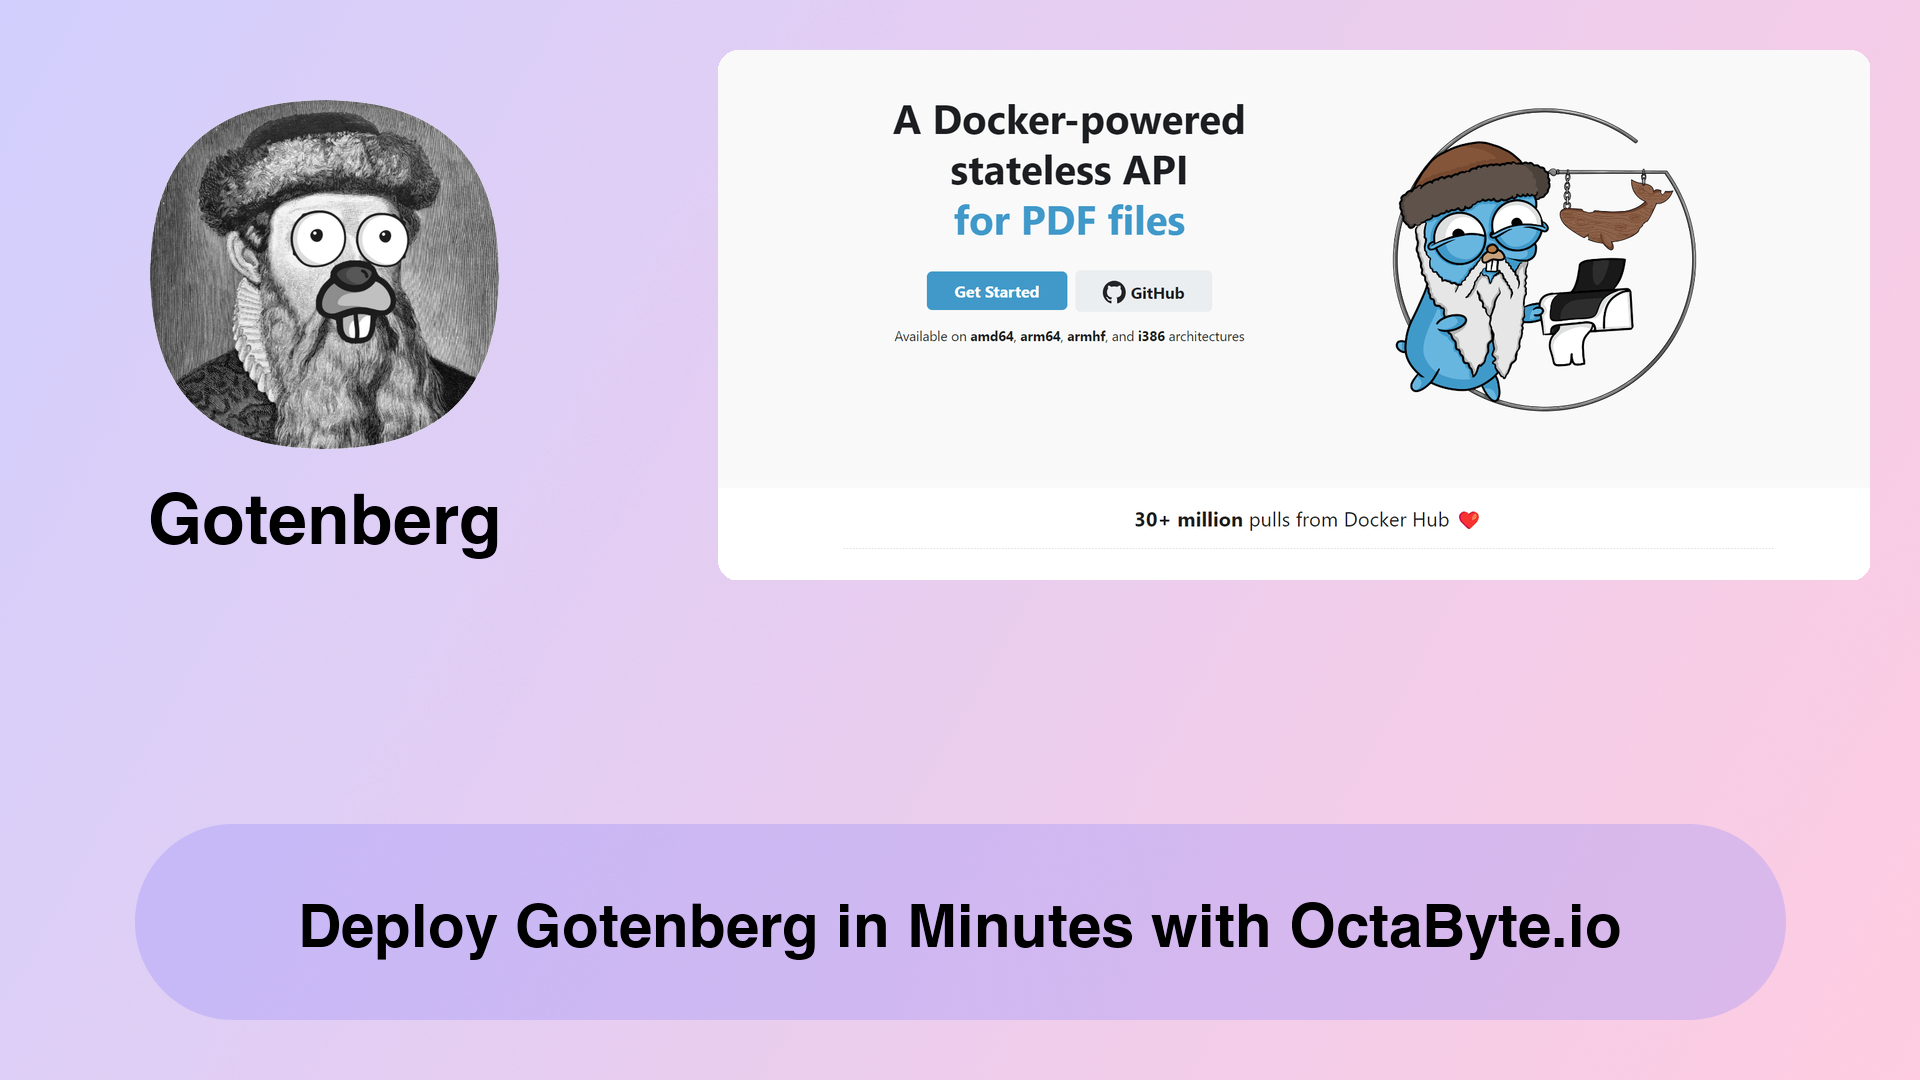 Gotenberg
A Docker-powered
stateless API
for PDF files
Get Started
GitHub
Available on amd64, arm64, armhf, and i386 architectures
30+ million pulls from Docker Hub ❤️
Deploy Gotenberg in Minutes with OctaByte.io